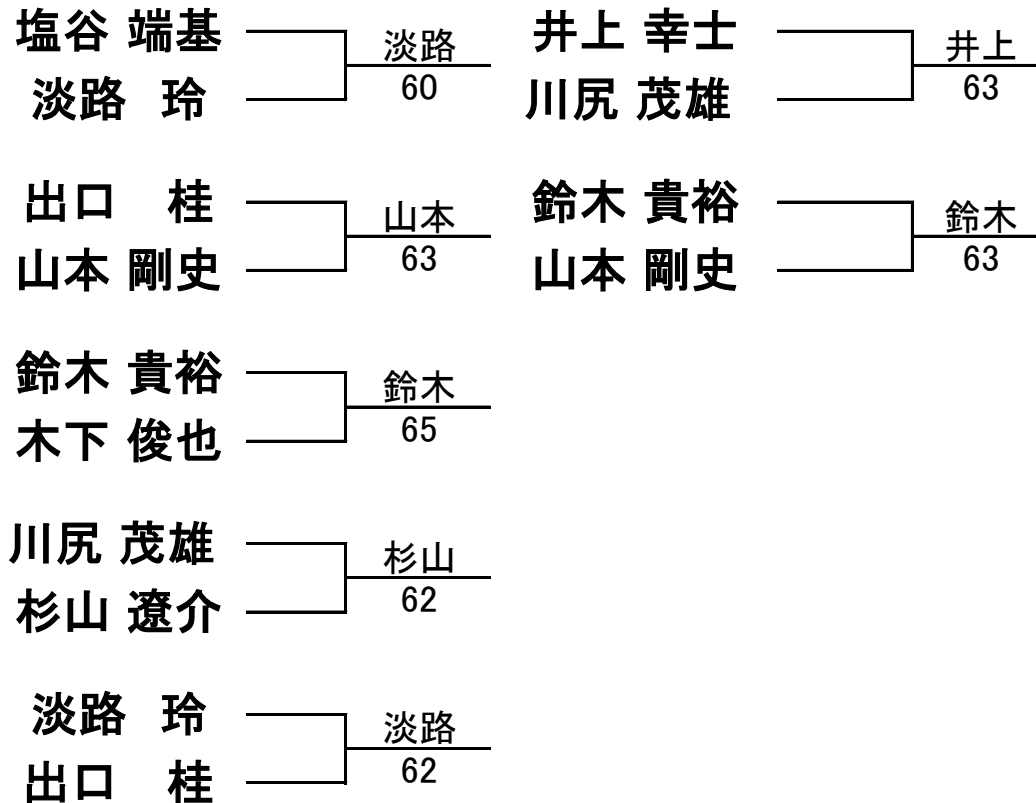 塩谷 端基
淡路
60
淡路 玲
出口 桂
山本
63
山本 剛史
鈴木 貴裕
鈴木
65
木下 俊也
川尻 茂雄
杉山
62
杉山 遼介
淡路 玲
淡路
62
出口 桂
井上 幸士
井上
63
川尻 茂雄
鈴木 貴裕
鈴木
63
山本 剛史